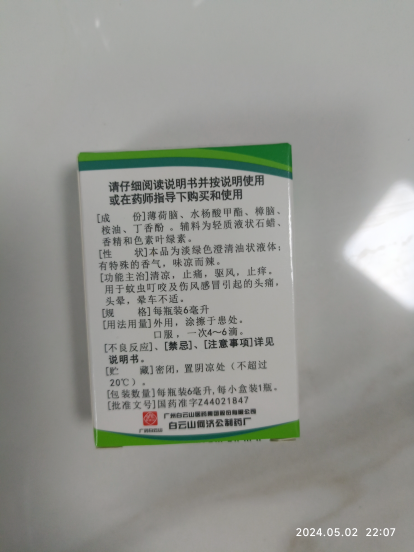 请仔细阅读说明书并按说明使用
或在药师指导下购买和使用
[成 份]薄荷脑、水杨酸甲酯、樟脑、
桉油、丁香酚。辅料为轻质液状石蜡、
香精和色素叶绿素。
[性 状]本品为淡绿色澄清油状液体;
有特殊的香气,味凉而辣。
[功能主治]清凉,止痛,驱风,止痒。
用于蚊虫叮咬及伤风感冒引起的头痛,
头晕,晕车不适。
[规 格]每瓶装6毫升
[用法用量]外用,涂擦于患处。
口服,一次4~6滴。
[不良反应]、[禁忌]、[注意事项]详见
说明书。
[贮 藏]密闭,置阴凉处(不超过
20℃)。
[包装数量]每瓶装6毫升,每小盒装1瓶。
[批准文号]国药准字Z44021847
广州白云山医药集团股份有限公司
白云山何济公制药厂
2024.05.02 22:07